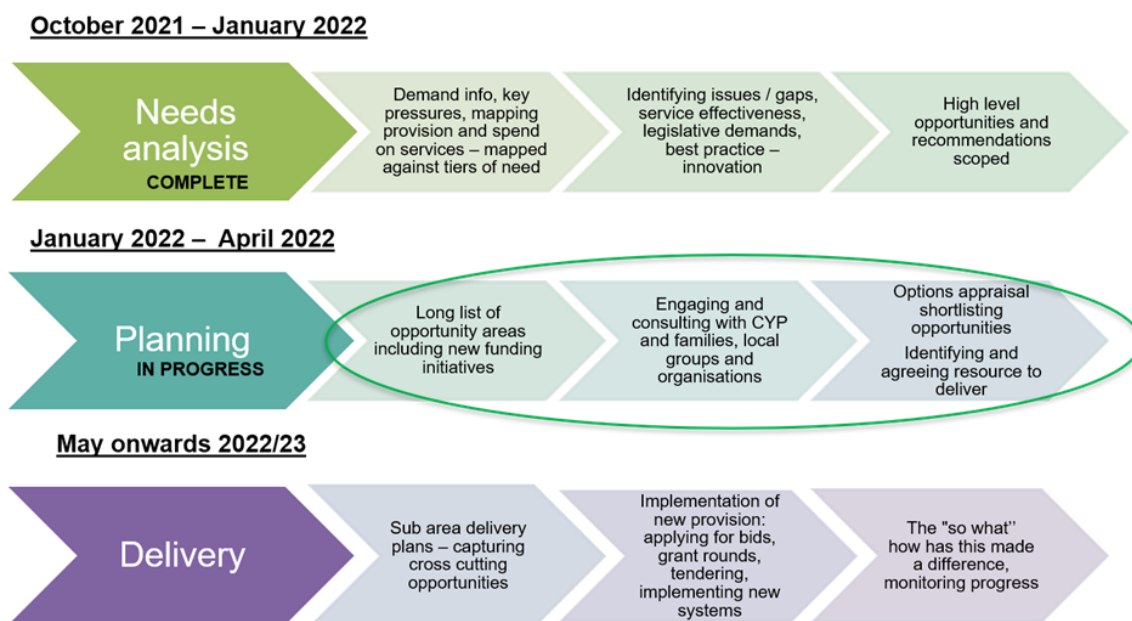 October 2021 – January 2022
Needs
analysis
COMPLETE
Demand info, key
pressures, mapping
provision and spend
on services – mapped
against tiers of need
Identifying issues / gaps,
service effectiveness,
legislative demands,
best practice –
innovation
High level
opportunities and
recommendations
scoped
January 2022 –  April 2022
Planning
IN PROGRESS
Long list of
opportunity areas
including new funding
initiatives
Engaging and
consulting with CYP
and families, local
groups and
organisations
Options appraisal
shortlisting
opportunities
Identifying and
agreeing resource to
deliver
May onwards 2022/23
Delivery
Sub area delivery
plans – capturing
cross cutting
opportunities
Implementation of
new provision:
applying for bids,
grant rounds,
tendering,
implementing new
systems
The "so what''
how has this made
a difference,
monitoring progress